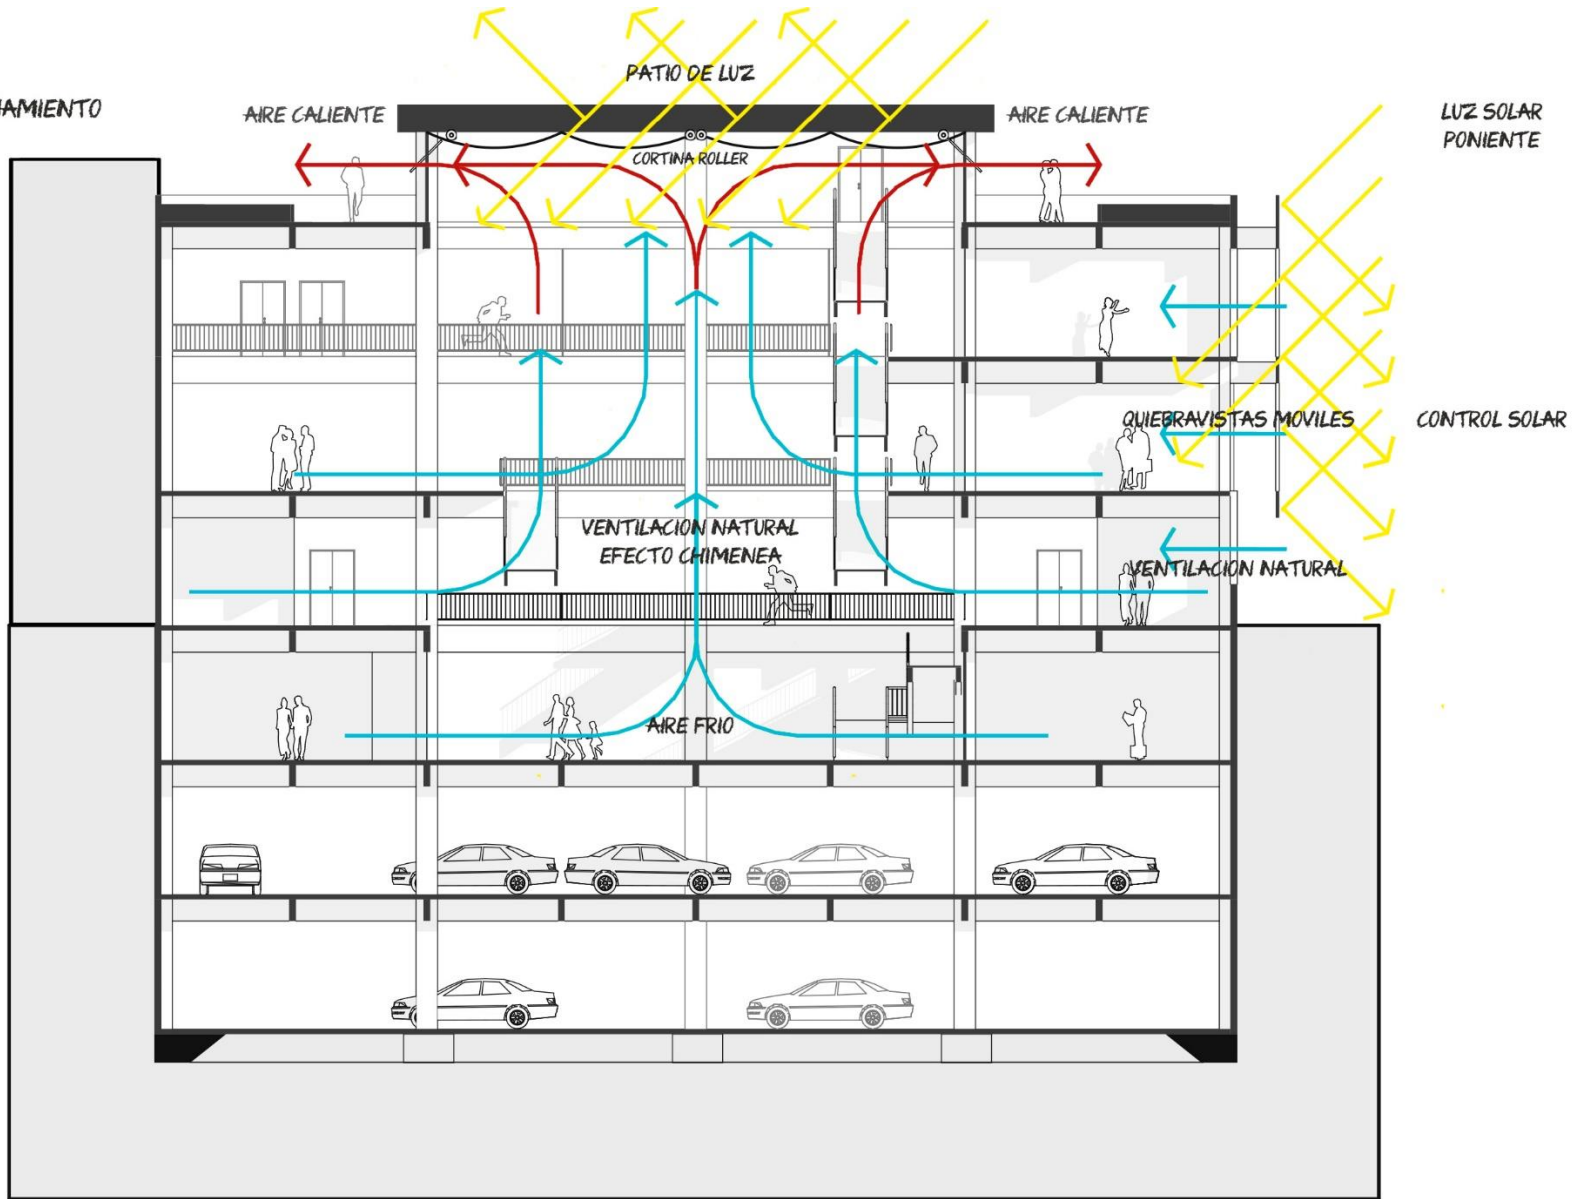 PATIO DE LUZ
AMIENTO
AIRE CALIENTE
AIRE CALIENTE
LUZ SOLAR
PONIENTE
CORTINA ROLLER
QUIEBRAVISTAS MOVILES
CONTROL SOLAR
VENTILACION NATURAL
EFECTO CHIMENEA
VENTILACION NATURAL
AIRE FRIO